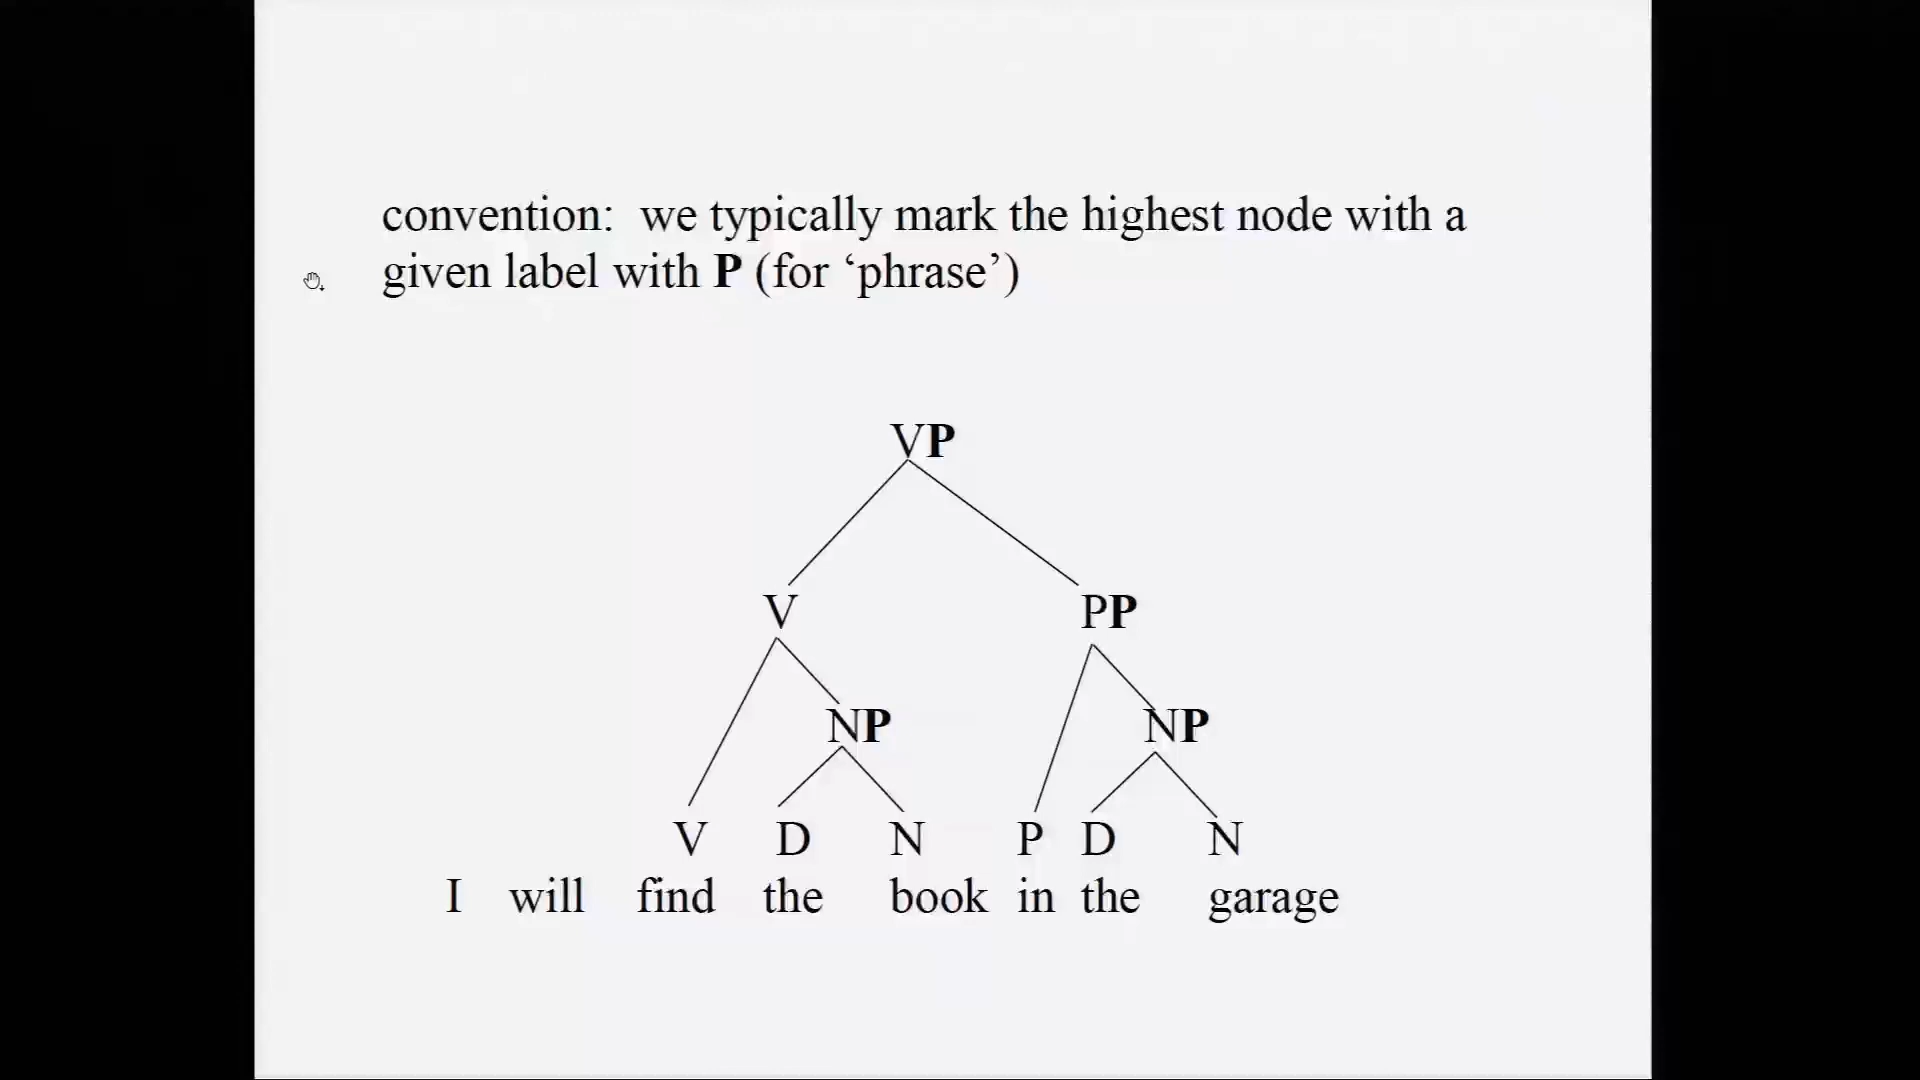 convention: we typically mark the highest node with a
given label with P (for ‘phrase’)
VP
V PP
NP NP
V D N P D N
I will find the book in the garage